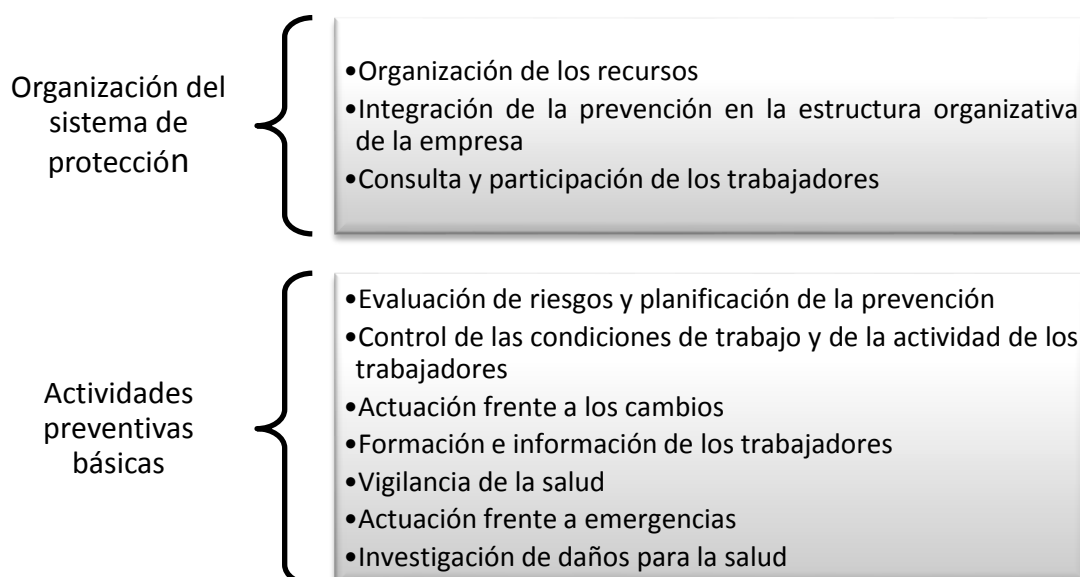 Organización del
sistema de
protección
•Organización de los recursos
•Integración de la prevención en la estructura organizativa
de la empresa
•Consulta y participación de los trabajadores
Actividades
preventivas
básicas
•Evaluación de riesgos y planificación de la prevención
•Control de las condiciones de trabajo y de la actividad de los
trabajadores
•Actuación frente a los cambios
•Formación e información de los trabajadores
•Vigilancia de la salud
•Actuación frente a emergencias
•Investigación de daños para la salud